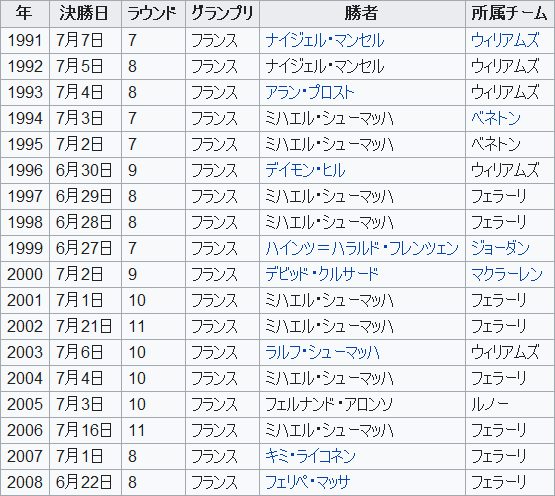 年 決勝日 ラウンド グランプリ 勝者 所属チーム
1991 7月7日 7 フランス ナイジェル・マンセル ウィリアムズ
1992 7月5日 8 フランス ナイジェル・マンセル ウィリアムズ
1993 7月4日 8 フランス アラン・プロスト ウィリアムズ
1994 7月3日 7 フランス ミハエル・シューマッハ ベネトン
1995 7月2日 7 フランス ミハエル・シューマッハ ベネトン
1996 6月30日 9 フランス デイモン・ヒル ウィリアムズ
1997 6月29日 8 フランス ミハエル・シューマッハ フェラーリ
1998 6月28日 8 フランス ミハエル・シューマッハ フェラーリ
1999 6月27日 7 フランス ハインツ＝ハラルド・フレンツェン ジョーダン
2000 7月2日 9 フランス デビッド・クルサード マクラーレン
2001 7月1日 10 フランス ミハエル・シューマッハ フェラーリ
2002 7月21日 11 フランス ミハエル・シューマッハ フェラーリ
2003 7月6日 10 フランス ラルフ・シューマッハ ウィリアムズ
2004 7月4日 10 フランス ミハエル・シューマッハ フェラーリ
2005 7月3日 10 フランス フェルナンド・アロンソ ルノー
2006 7月16日 11 フランス ミハエル・シューマッハ フェラーリ
2007 7月1日 8 フランス キミ・ライコネン フェラーリ
2008 6月22日 8 フランス フェリペ・マッサ フェラーリ